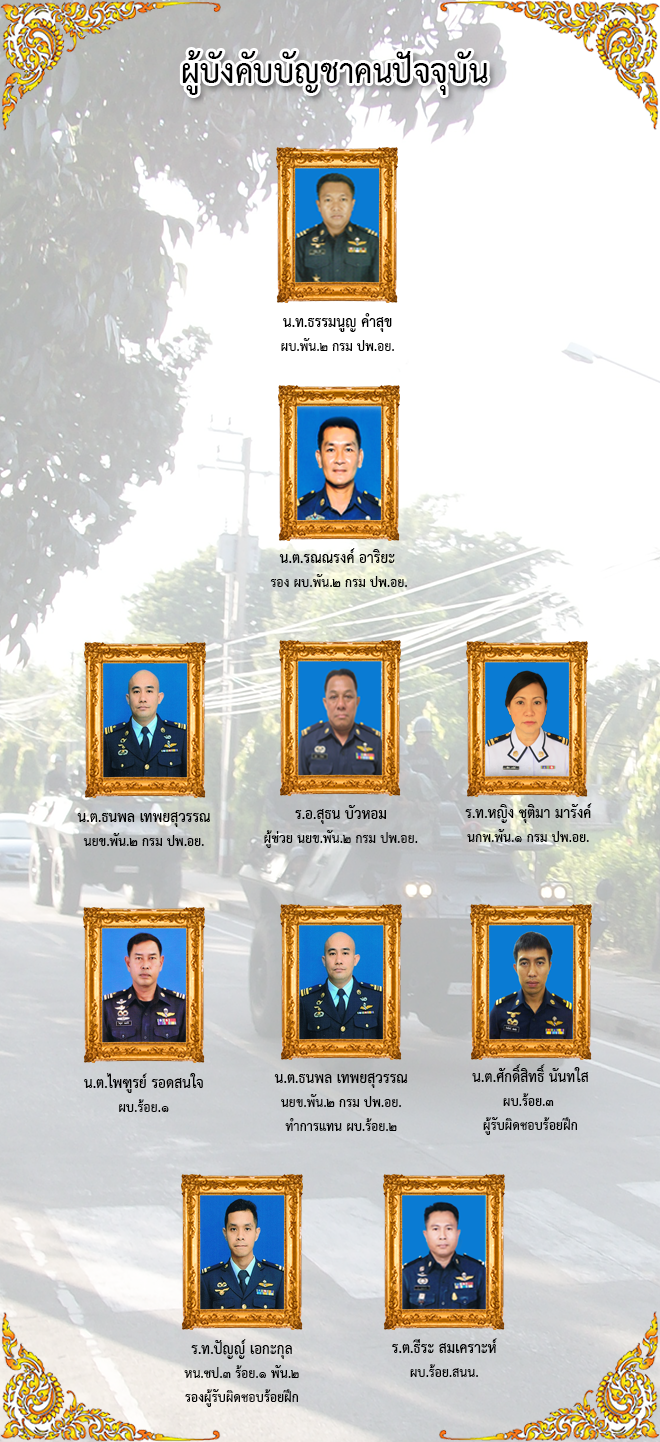 ผู้บังคับบัญชาคนปัจจุบัน
น.ท.ธรรมนูญ คำสุข
ผบ.พัน.๒ กรม ปพ.อย.
น.ต.รณณรงค์ อาริยะ
รอง ผบ.พัน.๒ กรม ปพ.อย.
น.ต.ธนพล เทพยสุวรรณ
นยข.พัน.๒ กรม ปพ.อย.
ร.อ.สุธน บัวหอม
ผู้ช่วย นยข.พัน.๒ กรม ปพ.อย.
ร.ท.หญิง ชุติมา มารังค์
นกพ.พัน.๑ กรม ปพ.อย.
น.ต.ไพฑูรย์ รอดสนใจ
ผบ.ร้อย.๑
น.ต.ธนพล เทพยสุวรรณ
นยข.พัน.๒ กรม ปพ.อย.
ทำการแทน ผบ.ร้อย.๒
น.ต.ศักดิ์สิทธิ์ นันทใส
ผบ.ร้อย.๓
ผู้รับผิดชอบร้อยฝึก
ร.ท.ปัญญ์ เอกะกุล
หน.ชป.๓ ร้อย.๑ พัน.๒
รองผู้รับผิดชอบร้อยฝึก
ร.ต.ธีระ สมเคราะห์
ผบ.ร้อย.สนน.